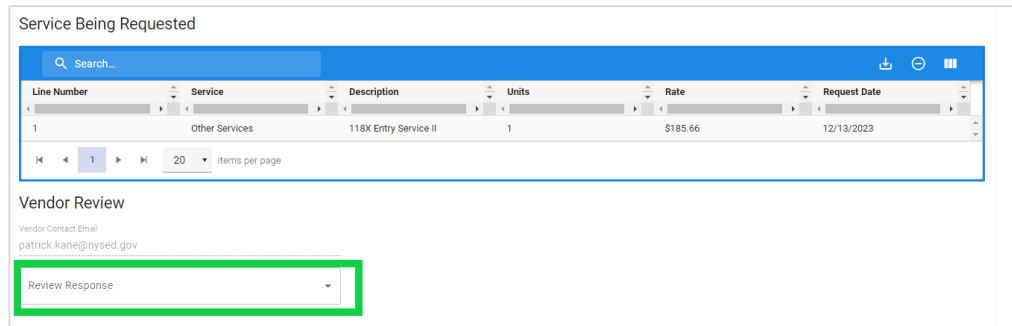 Service Being Requested
Search...
Line Number Service Description Units Rate Request Date
1 Other Services 118X Entry Service II 1 $185.66 12/13/2023
1 20 items per page
Vendor Review
Vendor Contact Email
patrick.kane@nysed.gov
Review Response